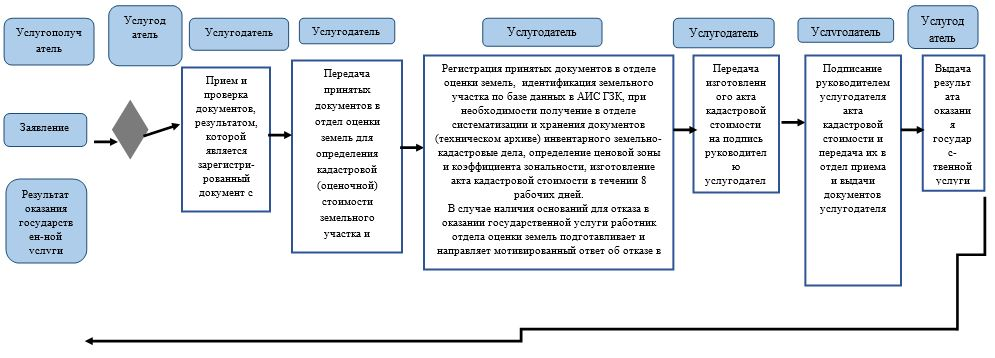 Услугополуч
атель
Услугод
атель
Услугодатель
Услугодатель
Услугодатель
Услугодатель
Услугодатель
Услугод
атель
Заявление
Результат
оказания
государств
ен-ной
услуги
Прием и
проверка
документов,
результатом,
которой
является
зарегистри-
рованный
документ с
Передача
принятых
документов в
отдел оценки
земель для
определения
кадастровой
(оценочной)
стоимости
земельного
участка и
Регистрация принятых документов в отделе
оценки земель, идентификация земельного
участка по базе данных в АИС ГЗК, при
необходимости получение в отделе
систематизации и хранения документов
(техническом архиве) инвентарного земельно-
кадастровые дела, определение ценовой зоны
и коэффициента зональности, изготовление
акта кадастровой стоимости в течении 8
рабочих дней.
В случае наличия оснований для отказа в
оказании государственной услуги работник
отдела оценки земель подготавливает и
направляет мотивированный ответ об отказе в
Передача
изготовленн
ого акта
кадастровой
стоимости
на подпись
руководител
ю
услугодател
Подписание
руководителем
услугодателя
акта
кадастровой
стоимости и
передача их в
отдел приема
и выдачи
документов
услугодателя
Выдача
результ
ата
оказани
я
государ
с-
твенной
услуги